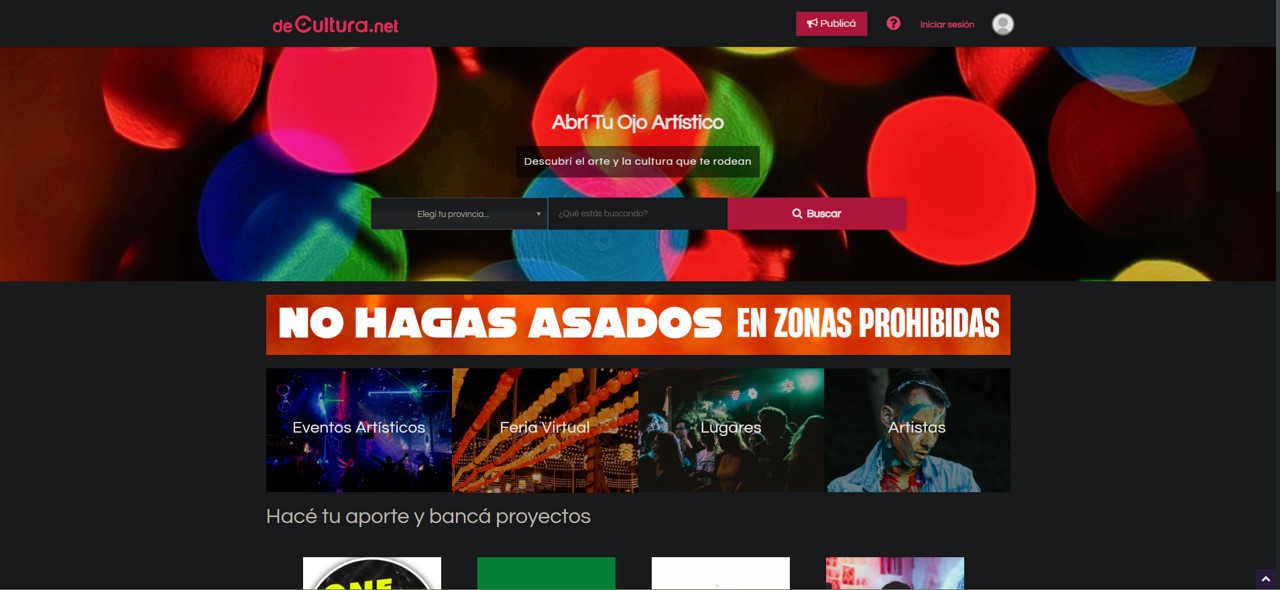 deCultura.net
Publicá
Iniciar sesión
Abrí Tu Ojo Artístico
Descubrí el arte y la cultura que te rodean
Elegí tu provincia...
¿Qué estás buscando?
Buscar
NO HAGAS ASADOS EN ZONAS PROHIBIDAS
Eventos Artísticos
Feria Virtual
Lugares
Artistas
Hacé tu aporte y bancá proyectos